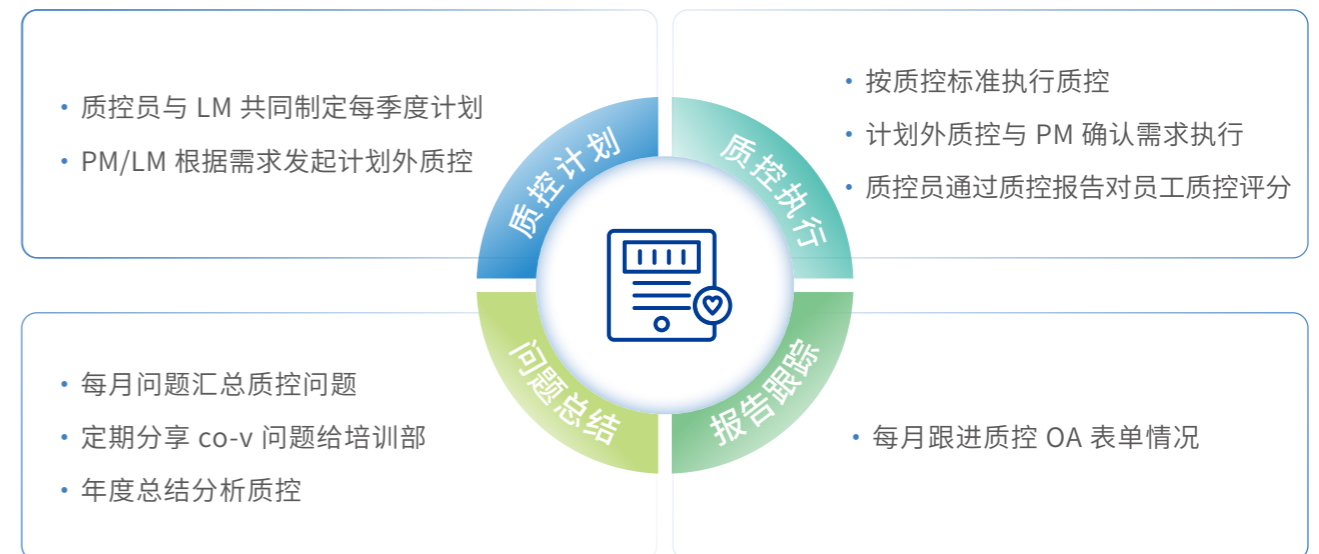 质控计划
• 质控员与 LM 共同制定每季度计划
• PM/LM 根据需求发起计划外质控
质控执行
• 按质控标准执行质控
• 计划外质控与 PM 确认需求执行
• 质控员通过质控报告对员工质控评分
问题总结
• 每月问题汇总质控问题
• 定期分享 co-v 问题给培训部
• 年度总结分析质控
报告跟踪
• 每月跟进质控 OA 表单情况